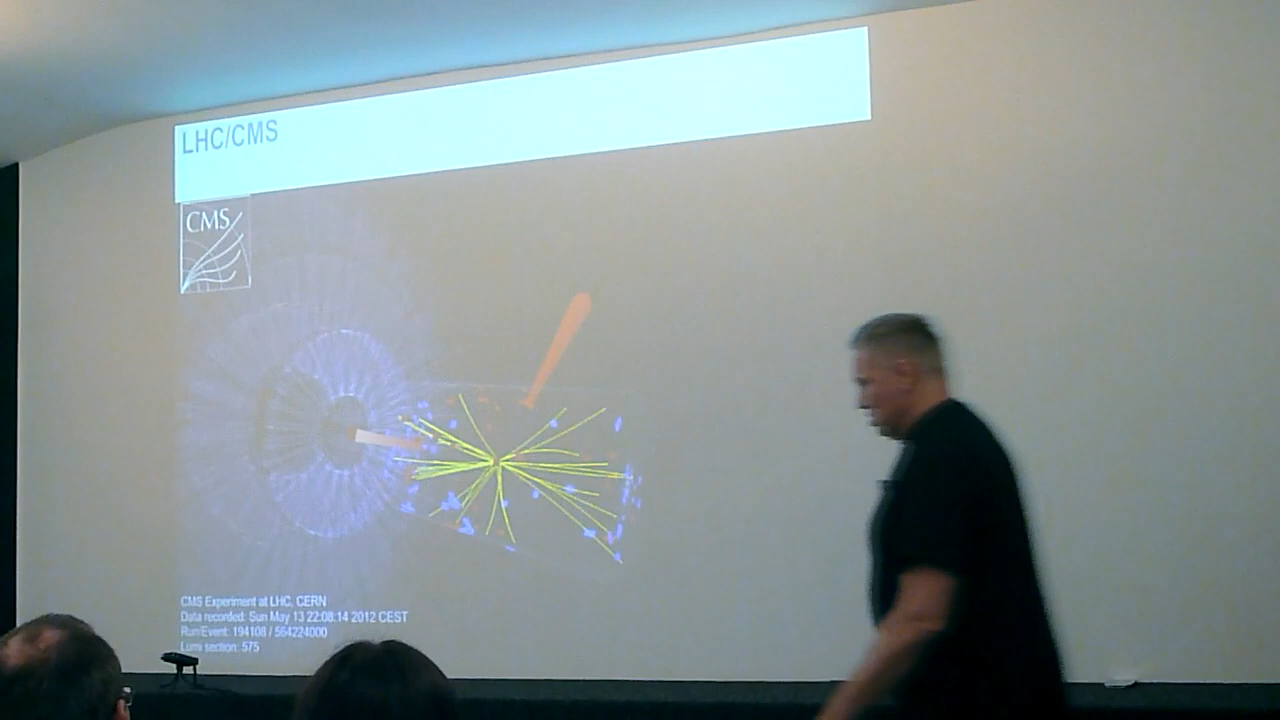 LHC/CMS
CMS
CMS Experiment at LHC, CERN
Data recorded: Sun May 13 22:08:14 2012 CEST
Run/Event: 194108 / 564224000
Lumi section: 575